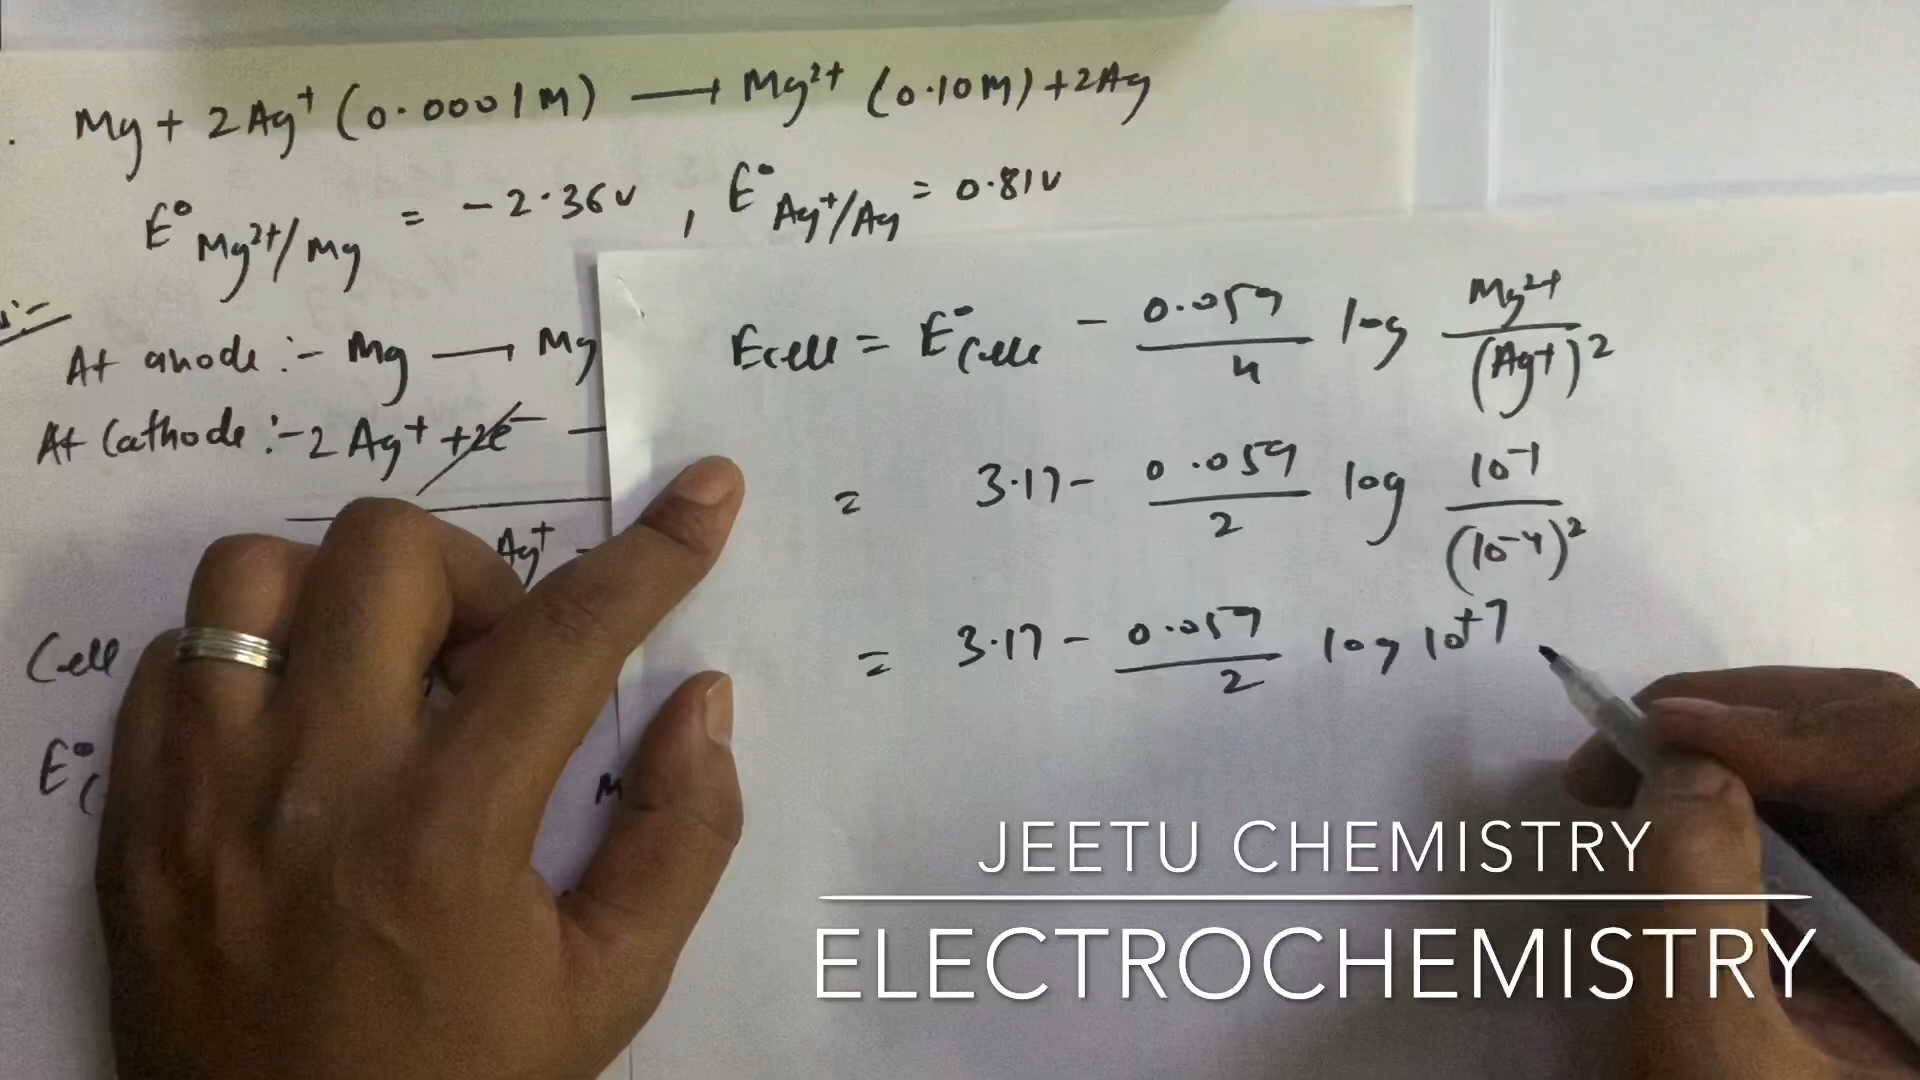 Mg + 2Ag⁺ (0.0001M) ⟶ Mg²⁺ (0.10M) + 2Ag
E° Mg²⁺/Mg = -2.36V , E° Ag⁺/Ag = 0.81V
At anode :- Mg ⟶ Mg
At Cathode :- 2Ag⁺ + 2e⁻ —
Ag⁺
Cell
E°
Ecell = E°cell - 0.059/n log Mg²⁺/(Ag⁺)²
= 3.17 - 0.059/2 log 10⁻¹/(10⁻⁴)²
= 3.17 - 0.059/2 log 10⁺⁷
JEETU CHEMISTRY
ELECTROCHEMISTRY